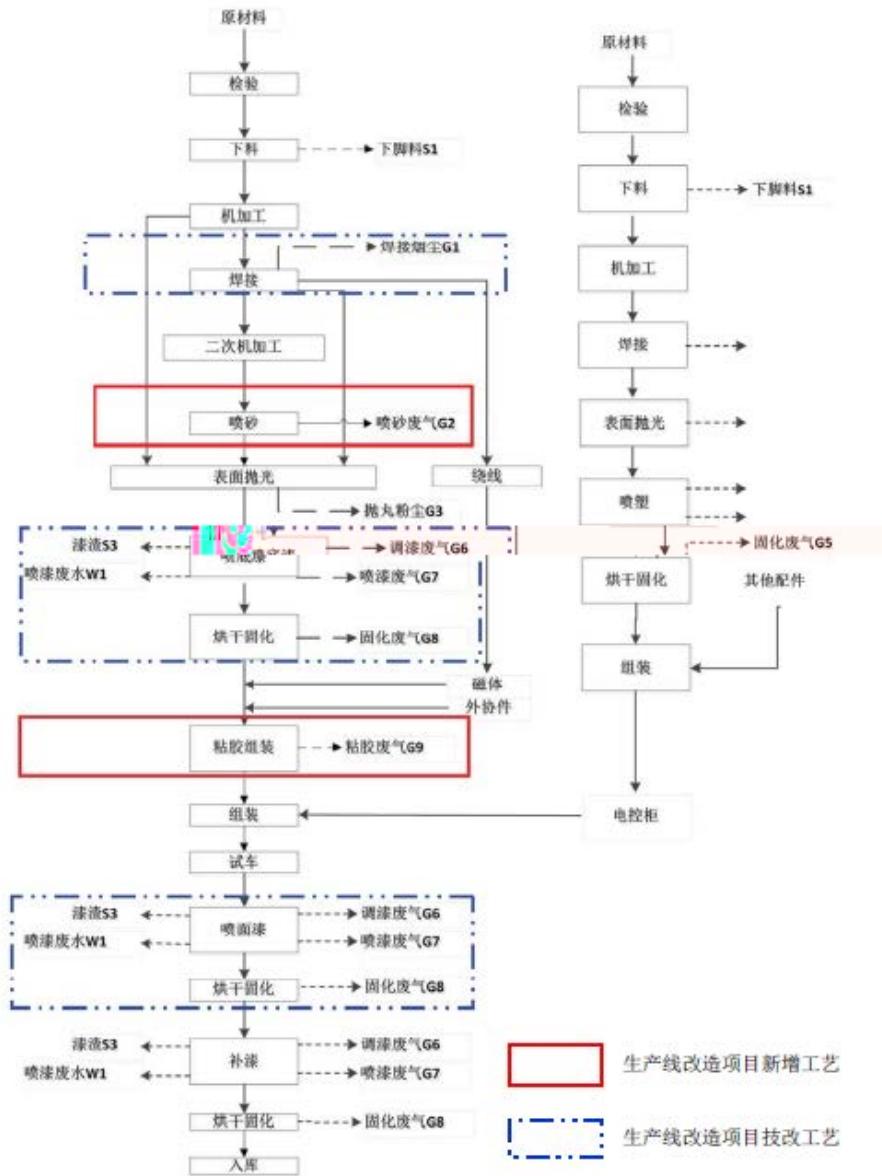 原材料
检验
下料
下脚料S1
机加工
焊接烟尘G1
焊接
二次机加工
喷砂
喷砂废气G2
表面抛光
绕线
抛丸粉尘G3
漆渣S3
喷底漆
调漆废气G6
喷漆废水W1
喷漆废气G7
烘干固化
固化废气G8
磁体
外协件
粘胶组装
粘胶废气G9
组装
试车
漆渣S3
喷面漆
调漆废气G6
喷漆废水W1
喷漆废气G7
烘干固化
固化废气G8
漆渣S3
补漆
调漆废气G6
喷漆废水W1
喷漆废气G7
烘干固化
固化废气G8
入库
原材料
检验
下料
下脚料S1
机加工
焊接
表面抛光
喷塑
固化废气G5
烘干固化
其他配件
组装
电控柜
生产线改造项目新增工艺
生产线改造项目技改工艺